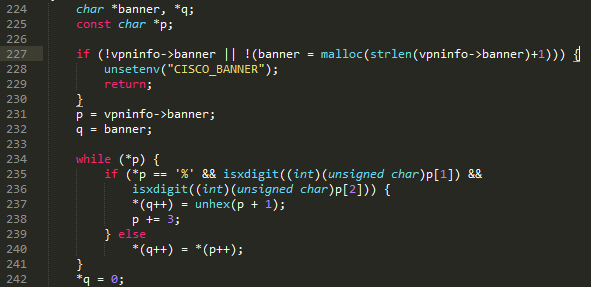 224 char *banner, *q;
225 const char *p;
226
227 if (!vpninfo->banner || !(banner = malloc(strlen(vpninfo->banner)+1))) {
228 unsetenv("CISCO_BANNER");
229 return;
230 }
231 p = vpninfo->banner;
232 q = banner;
233
234 while (*p) {
235 if (*p == '%' && isxdigit((int)(unsigned char)p[1]) &&
236 isxdigit((int)(unsigned char)p[2])) {
237 *(q++) = unhex(p + 1);
238 p += 3;
239 } else
240 *(q++) = *(p++);
241 }
242 *q = 0;